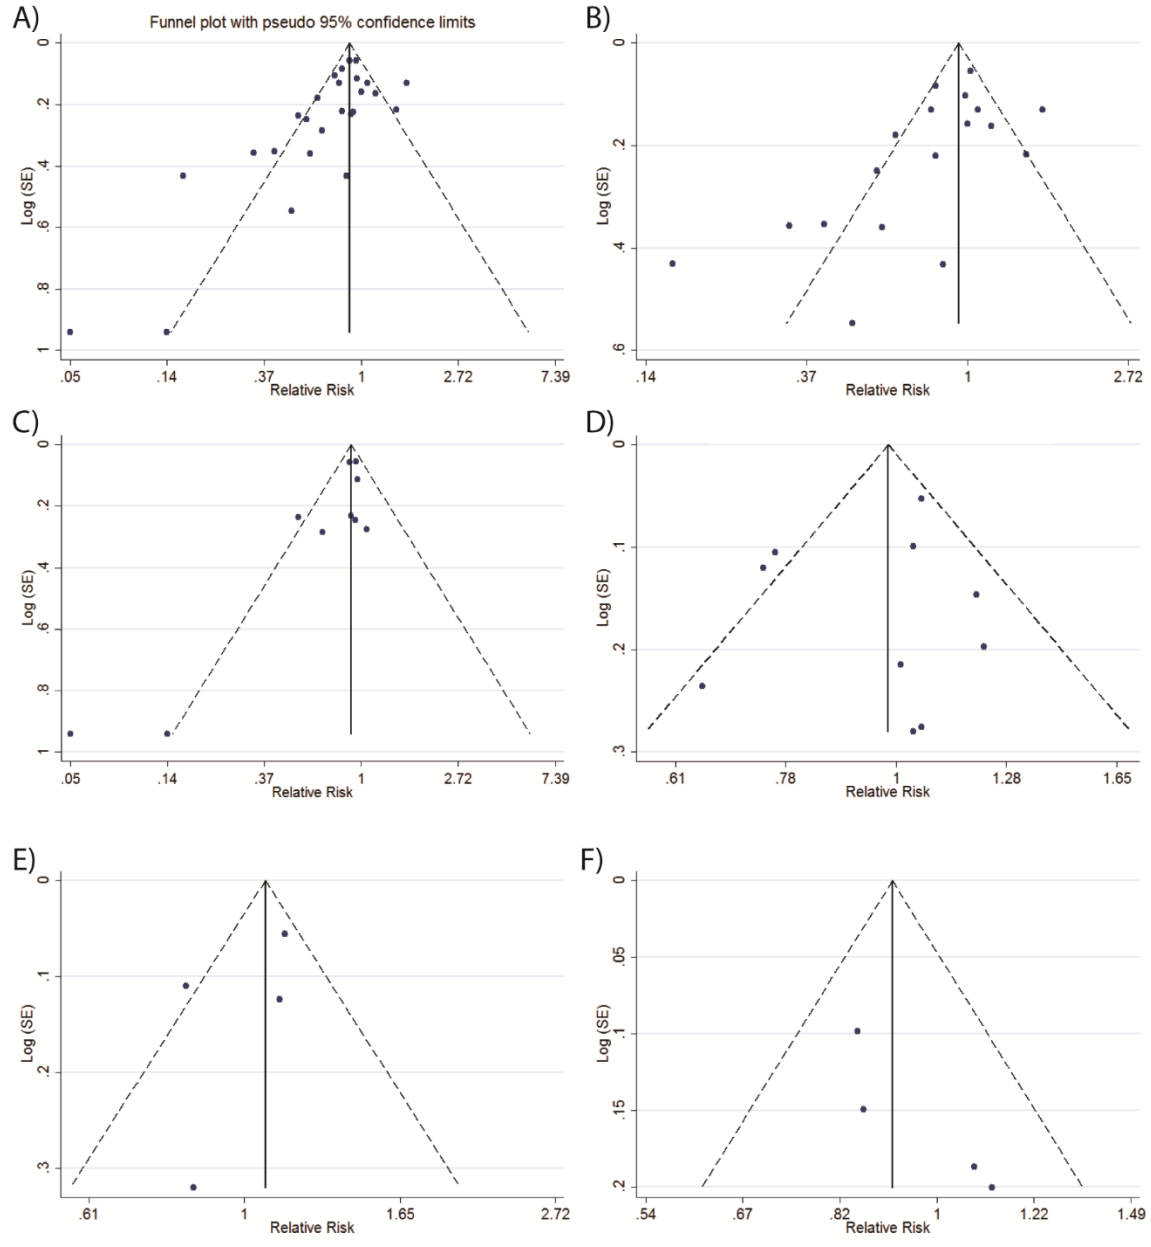 A)
Funnel plot with pseudo 95% confidence limits
0
.2
.4
.6
.8
1
Log (SE)
.05 .14 .37 1 2.72 7.39
Relative Risk
B)
0
.2
.4
.6
Log (SE)
.14 .37 1 2.72
Relative Risk
C)
0
.2
.4
.6
.8
1
Log (SE)
.05 .14 .37 1 2.72 7.39
Relative Risk
D)
0
.1
.2
.3
Log (SE)
.61 .78 1 1.28 1.65
Relative Risk
E)
0
.1
.2
.3
Log (SE)
.61 1 1.65 2.72
Relative Risk
F)
0
.05
.1
.15
.2
Log (SE)
.54 .67 .82 1 1.22 1.49
Relative Risk